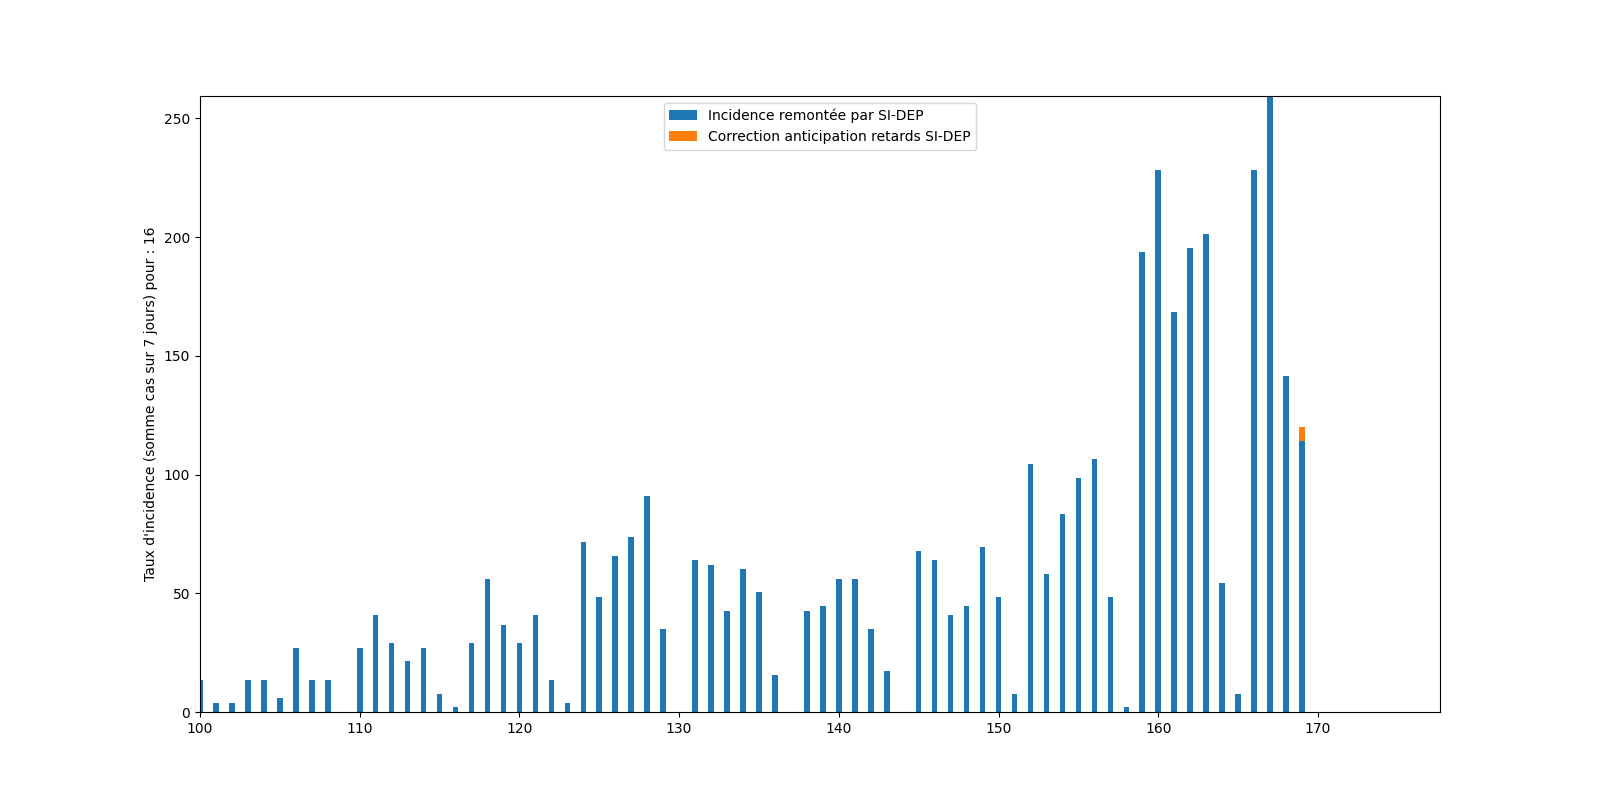 Incidence remontée par SI-DEP
Correction anticipation retards SI-DEP
Taux d'incidence (somme cas sur 7 jours) pour : 16
250
200
150
100
50
0
100 110 120 130 140 150 160 170